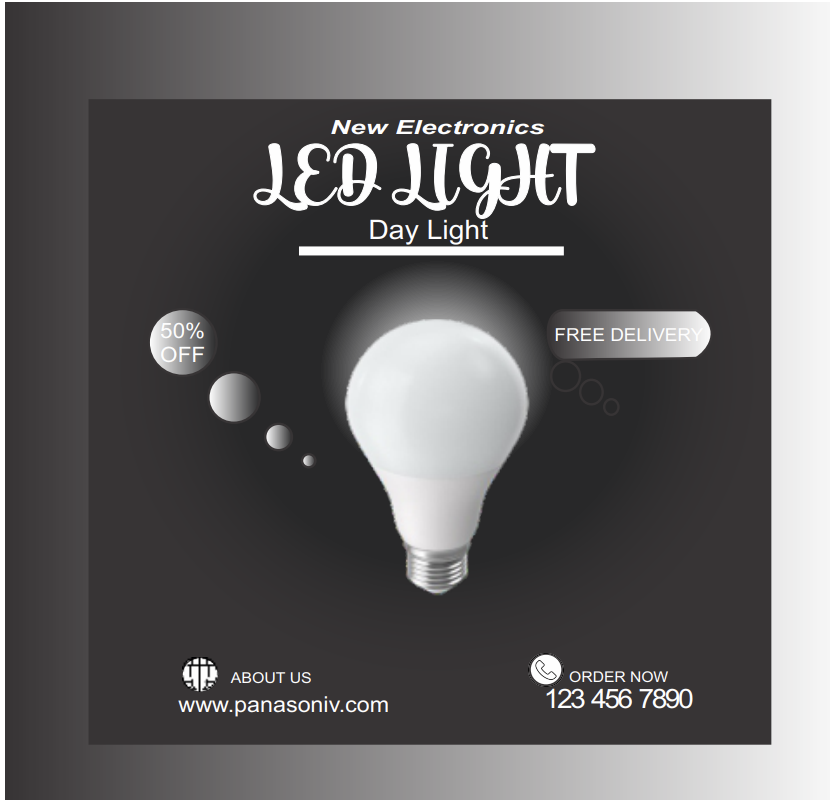 New Electronics
LED LIGHT
Day Light
50%
OFF
FREE DELIVERY
ABOUT US
www.panasoniv.com
ORDER NOW
123 456 7890